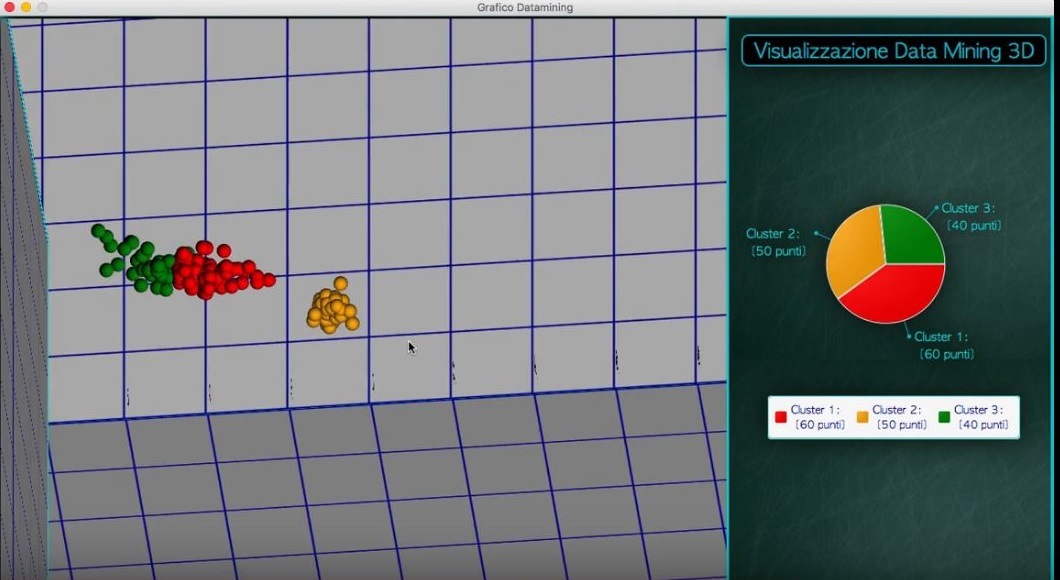 Grafico Datamining
Visualizzazione Data Mining 3D
Cluster 3:
(40 punti)
Cluster 2:
(50 punti)
Cluster 1:
(60 punti)
Cluster 1:
(60 punti)
Cluster 2:
(50 punti)
Cluster 3:
(40 punti)